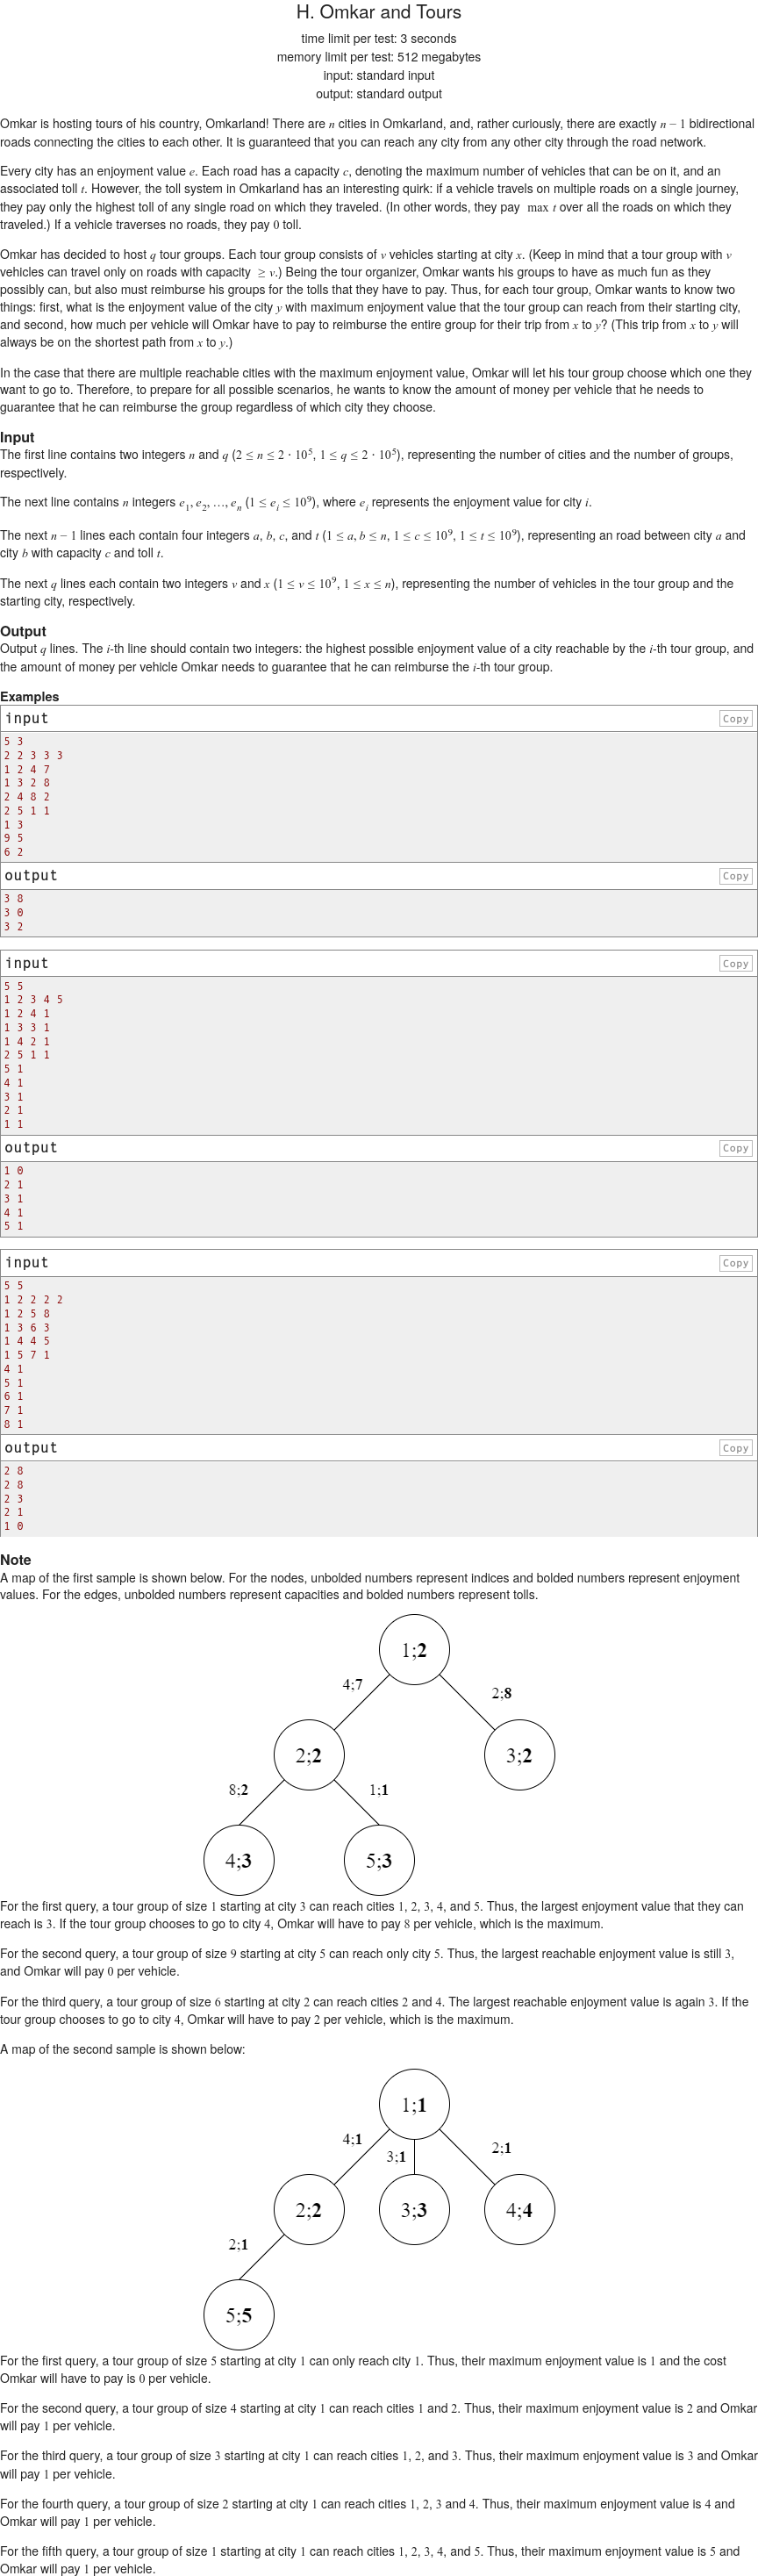 H. Omkar and Tours
time limit per test: 3 seconds
memory limit per test: 512 megabytes
input: standard input
output: standard output
Omkar is hosting tours of his country, Omkarland! There are n cities in Omkarland, and, rather curiously, there are exactly n − 1 bidirectional
roads connecting the cities to each other. It is guaranteed that you can reach any city from any other city through the road network.
Every city has an enjoyment value e. Each road has a capacity c, denoting the maximum number of vehicles that can be on it, and an
associated toll t. However, the toll system in Omkarland has an interesting quirk: if a vehicle travels on multiple roads on a single journey,
they pay only the highest toll of any single road on which they traveled. (In other words, they pay max t over all the roads on which they
traveled.) If a vehicle traverses no roads, they pay 0 toll.
Omkar has decided to host q tour groups. Each tour group consists of v vehicles starting at city x. (Keep in mind that a tour group with v
vehicles can travel only on roads with capacity ≥ v.) Being the tour organizer, Omkar wants his groups to have as much fun as they
possibly can, but also must reimburse his groups for the tolls that they have to pay. Thus, for each tour group, Omkar wants to know two
things: first, what is the enjoyment value of the city y with maximum enjoyment value that the tour group can reach from their starting city,
and second, how much per vehicle will Omkar have to pay to reimburse the entire group for their trip from x to y? (This trip from x to y will
always be on the shortest path from x to y.)
In the case that there are multiple reachable cities with the maximum enjoyment value, Omkar will let his tour group choose which one they
want to go to. Therefore, to prepare for all possible scenarios, he wants to know the amount of money per vehicle that he needs to
guarantee that he can reimburse the group regardless of which city they choose.
Input
The first line contains two integers n and q (2 ≤ n ≤ 2 · 10^5, 1 ≤ q ≤ 2 · 10^5), representing the number of cities and the number of groups,
respectively.
The next line contains n integers e_1, e_2, …, e_n (1 ≤ e_i ≤ 10^9), where e_i represents the enjoyment value for city i.
The next n − 1 lines each contain four integers a, b, c, and t (1 ≤ a, b ≤ n, 1 ≤ c ≤ 10^9, 1 ≤ t ≤ 10^9), representing an road between city a and
city b with capacity c and toll t.
The next q lines each contain two integers v and x (1 ≤ v ≤ 10^9, 1 ≤ x ≤ n), representing the number of vehicles in the tour group and the
starting city, respectively.
Output
Output q lines. The i-th line should contain two integers: the highest possible enjoyment value of a city reachable by the i-th tour group, and
the amount of money per vehicle Omkar needs to guarantee that he can reimburse the i-th tour group.
Examples
input Copy
5 3
2 2 3 3 3
1 2 4 7
1 3 2 8
2 4 8 2
2 5 1 1
1 3
9 5
6 2
output Copy
3 8
3 0
3 2
input Copy
5 5
1 2 3 4 5
1 2 4 1
1 3 3 1
1 4 2 1
2 5 1 1
5 1
4 1
3 1
2 1
1 1
output Copy
1 0
2 1
3 1
4 1
5 1
input Copy
5 5
1 2 2 2 2
1 2 5 8
1 3 6 3
1 4 4 5
1 5 7 1
4 1
5 1
6 1
7 1
8 1
output Copy
2 8
2 8
2 3
2 1
1 0
Note
A map of the first sample is shown below. For the nodes, unbolded numbers represent indices and bolded numbers represent enjoyment
values. For the edges, unbolded numbers represent capacities and bolded numbers represent tolls.
1;2
4;7
2;8
2;2
3;2
8;2
1;1
4;3
5;3
For the first query, a tour group of size 1 starting at city 3 can reach cities 1, 2, 3, 4, and 5. Thus, the largest enjoyment value that they can
reach is 3. If the tour group chooses to go to city 4, Omkar will have to pay 8 per vehicle, which is the maximum.
For the second query, a tour group of size 9 starting at city 5 can reach only city 5. Thus, the largest reachable enjoyment value is still 3,
and Omkar will pay 0 per vehicle.
For the third query, a tour group of size 6 starting at city 2 can reach cities 2 and 4. The largest reachable enjoyment value is again 3. If the
tour group chooses to go to city 4, Omkar will have to pay 2 per vehicle, which is the maximum.
A map of the second sample is shown below:
1;1
4;1
3;1
2;1
2;2
3;3
4;4
2;1
5;5
For the first query, a tour group of size 5 starting at city 1 can only reach city 1. Thus, their maximum enjoyment value is 1 and the cost
Omkar will have to pay is 0 per vehicle.
For the second query, a tour group of size 4 starting at city 1 can reach cities 1 and 2. Thus, their maximum enjoyment value is 2 and Omkar
will pay 1 per vehicle.
For the third query, a tour group of size 3 starting at city 1 can reach cities 1, 2, and 3. Thus, their maximum enjoyment value is 3 and Omkar
will pay 1 per vehicle.
For the fourth query, a tour group of size 2 starting at city 1 can reach cities 1, 2, 3 and 4. Thus, their maximum enjoyment value is 4 and
Omkar will pay 1 per vehicle.
For the fifth query, a tour group of size 1 starting at city 1 can reach cities 1, 2, 3, 4, and 5. Thus, their maximum enjoyment value is 5 and
Omkar will pay 1 per vehicle.